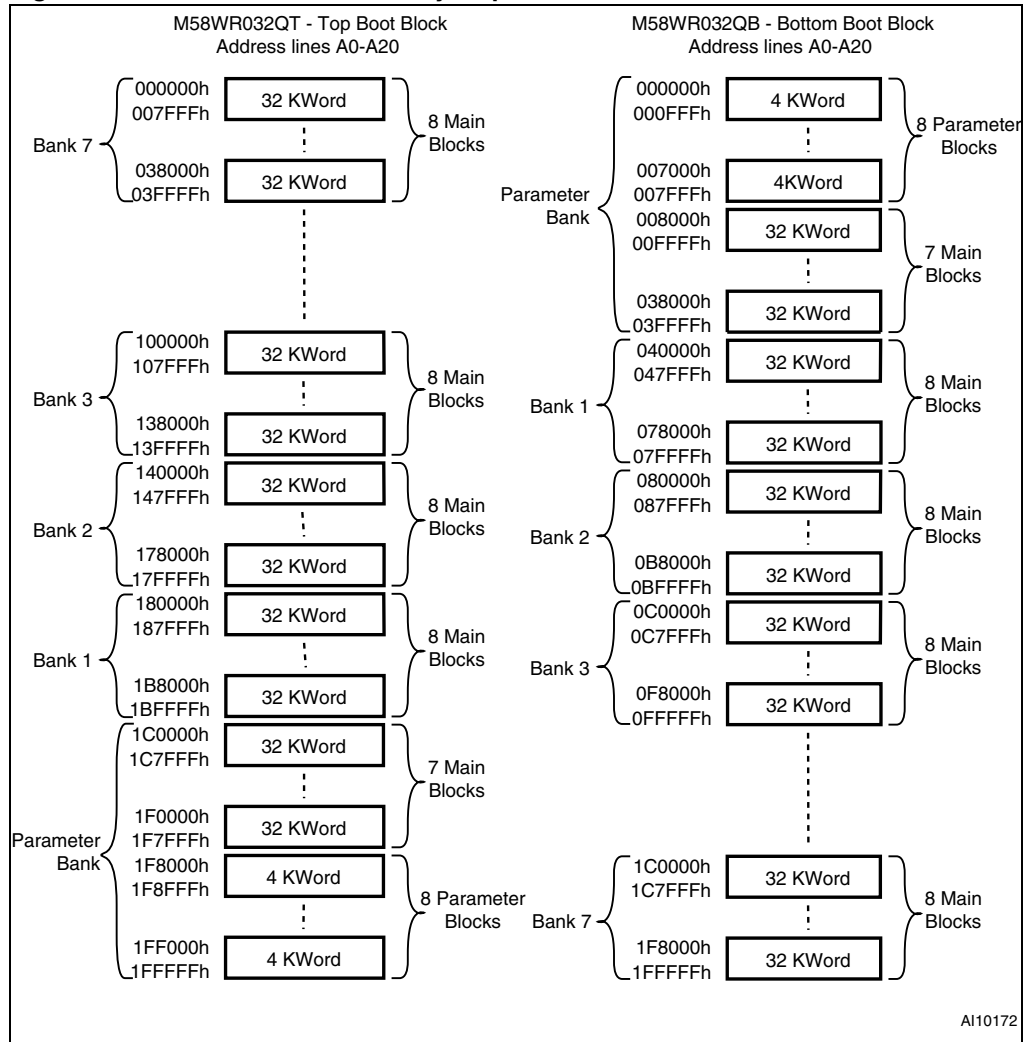 M58WR032QT - Top Boot Block
Address lines A0-A20
000000h
007FFFh
32 KWord
Bank 7
8 Main
Blocks
038000h
03FFFFh
32 KWord
100000h
107FFFh
32 KWord
Bank 3
8 Main
Blocks
138000h
13FFFFh
32 KWord
140000h
147FFFh
32 KWord
Bank 2
8 Main
Blocks
178000h
17FFFFh
32 KWord
180000h
187FFFh
32 KWord
Bank 1
8 Main
Blocks
1B8000h
1BFFFFh
32 KWord
1C0000h
1C7FFFh
32 KWord
7 Main
Blocks
1F0000h
1F7FFFh
32 KWord
Parameter
Bank
1F8000h
1F8FFFh
4 KWord
8 Parameter
Blocks
1FF000h
1FFFFFh
4 KWord
M58WR032QB - Bottom Boot Block
Address lines A0-A20
000000h
000FFFh
4 KWord
8 Parameter
Blocks
007000h
007FFFh
4KWord
Parameter
Bank
008000h
00FFFFh
32 KWord
7 Main
Blocks
038000h
03FFFFh
32 KWord
040000h
047FFFh
32 KWord
Bank 1
8 Main
Blocks
078000h
07FFFFh
32 KWord
080000h
087FFFh
32 KWord
Bank 2
8 Main
Blocks
0B8000h
0BFFFFh
32 KWord
0C0000h
0C7FFFh
32 KWord
Bank 3
8 Main
Blocks
0F8000h
0FFFFFh
32 KWord
1C0000h
1C7FFFh
32 KWord
Bank 7
8 Main
Blocks
1F8000h
1FFFFFh
32 KWord
AI10172